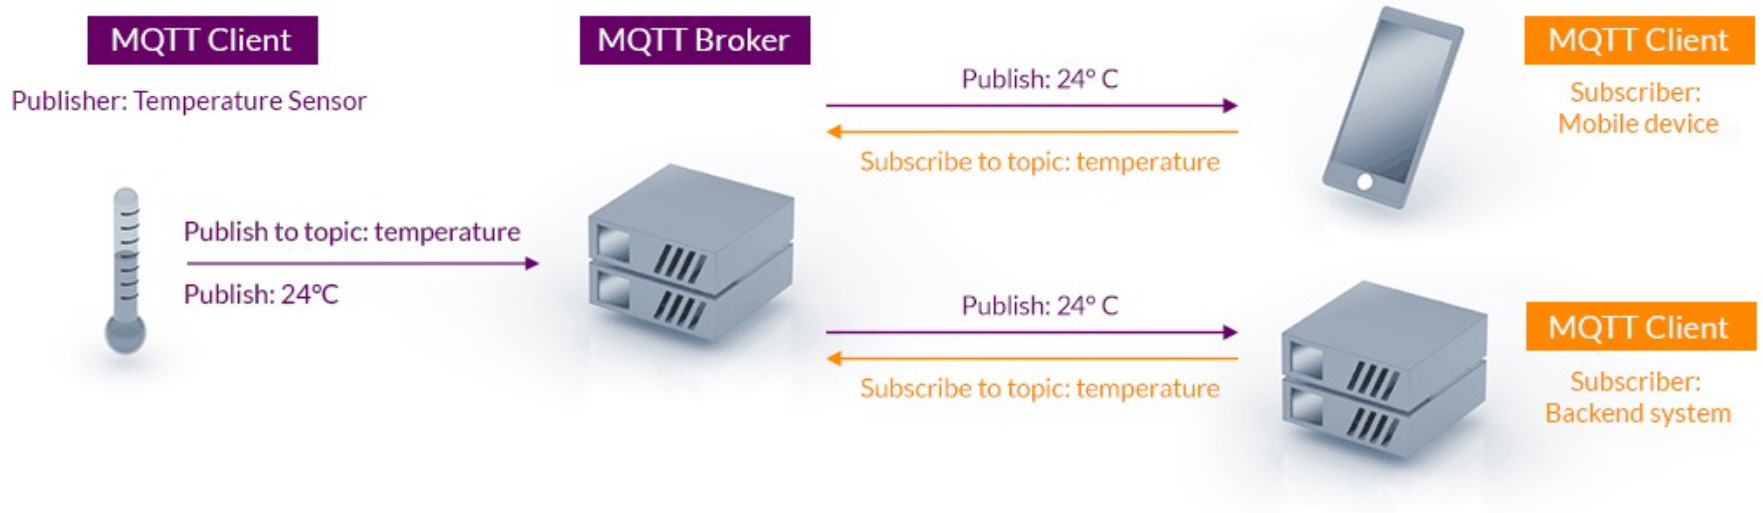 MQTT Client
Publisher: Temperature Sensor
Publish to topic: temperature
Publish: 24°C
MQTT Broker
Publish: 24° C
Subscribe to topic: temperature
MQTT Client
Subscriber:
Mobile device
Publish: 24° C
Subscribe to topic: temperature
MQTT Client
Subscriber:
Backend system